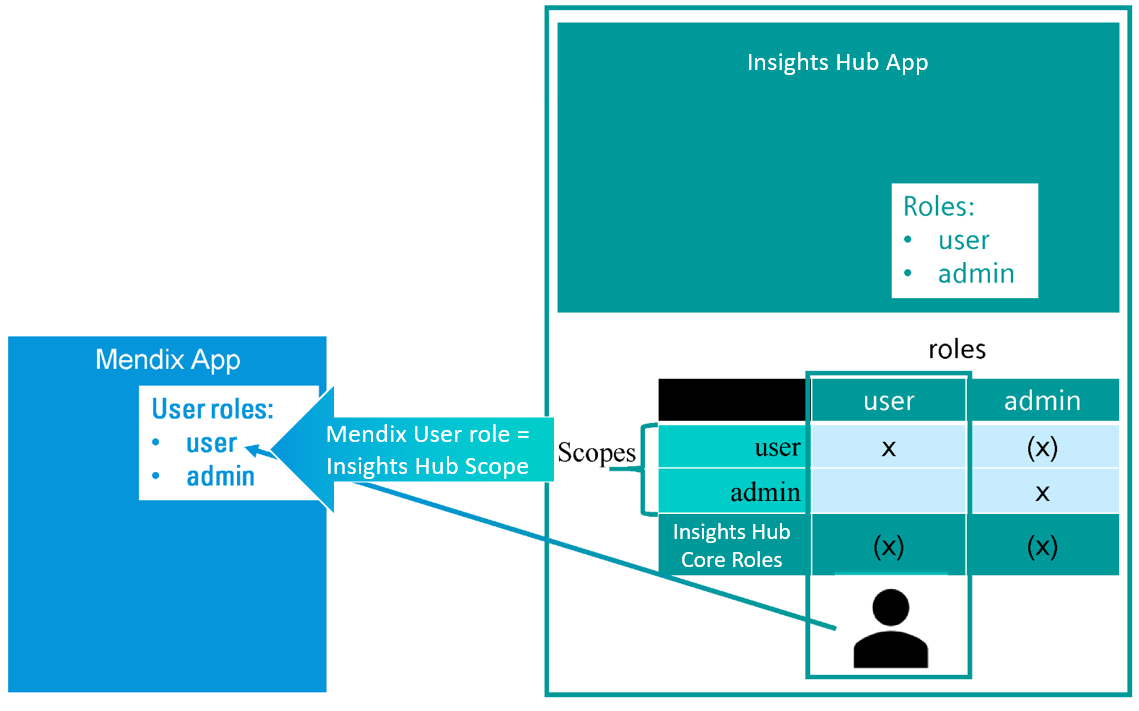 Insights Hub App
Roles:
• user
• admin
Mendix App
User roles:
• user
• admin
Mendix User role =
Insights Hub Scope
roles
user admin
Scopes
user x (x)
admin x
Insights Hub
Core Roles (x) (x)